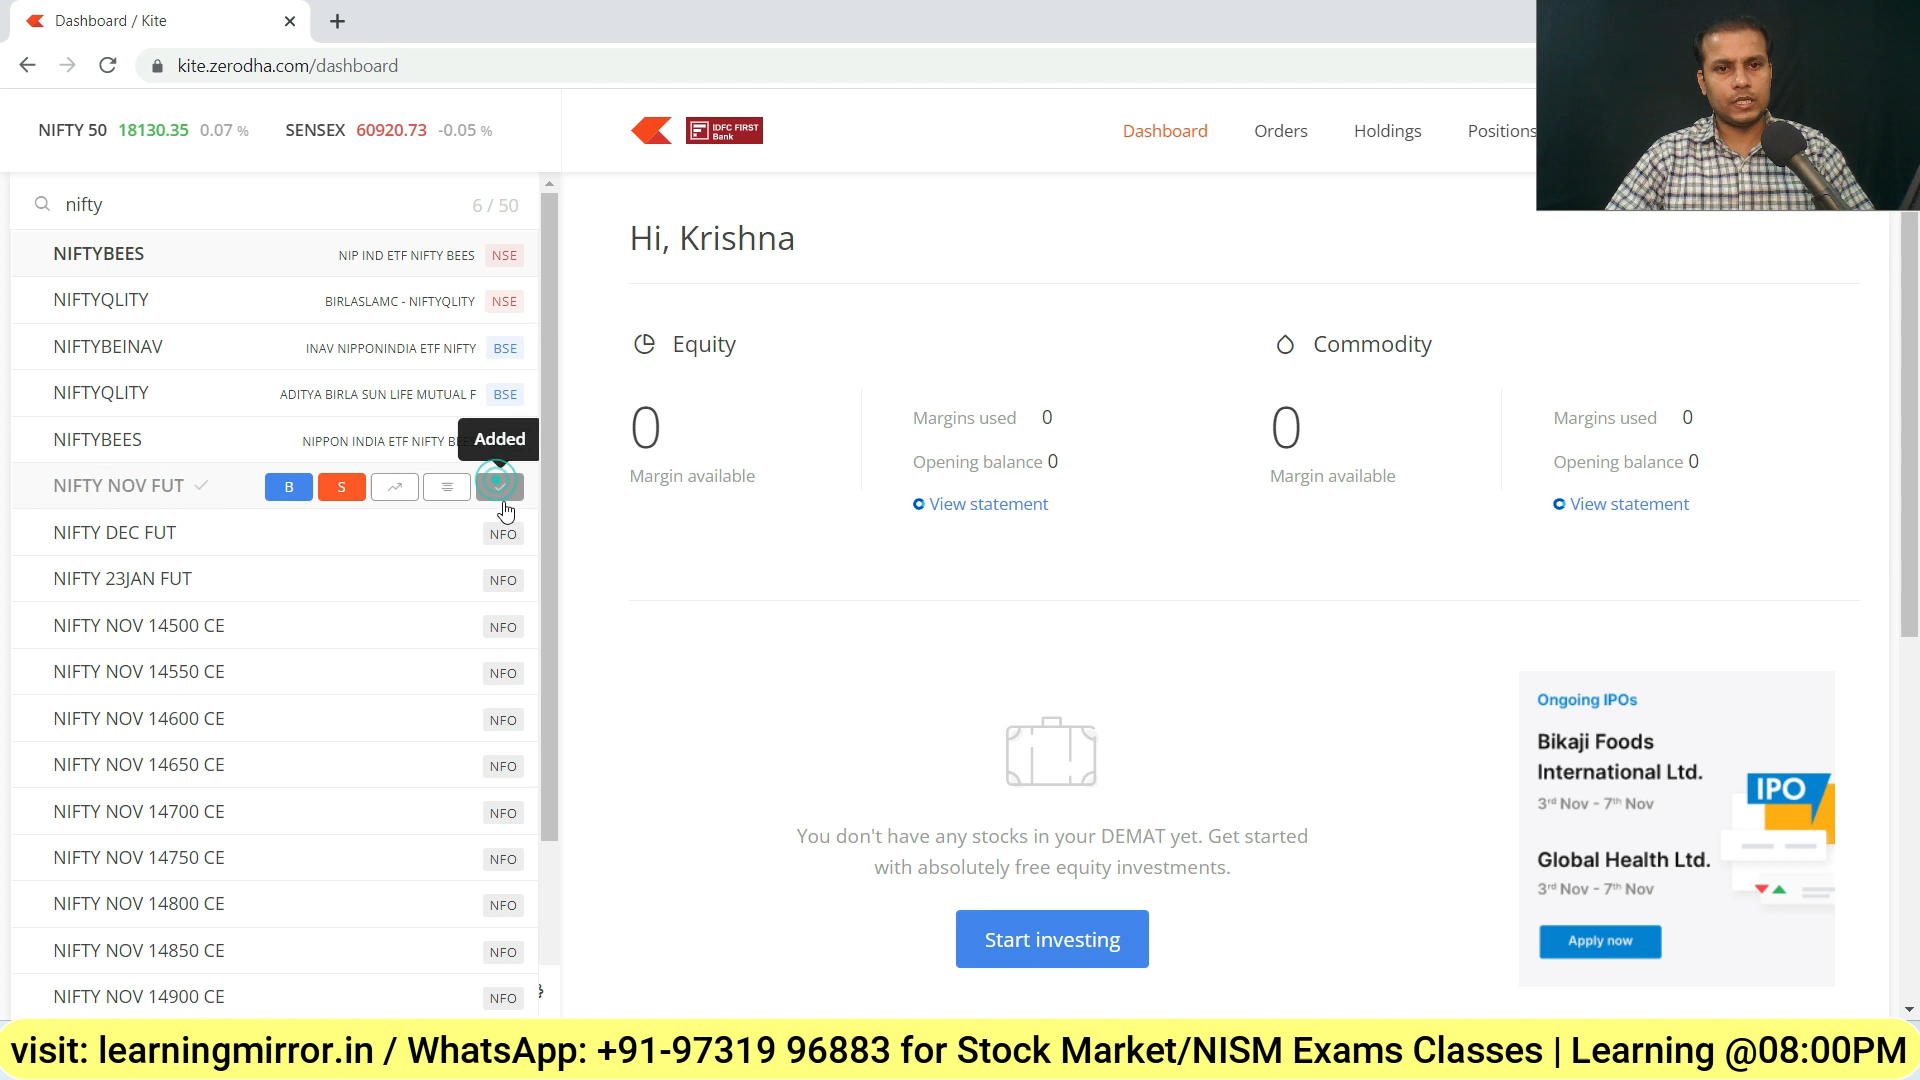 Dashboard / Kite
kite.zerodha.com/dashboard
NIFTY 50 18130.35 0.07 % SENSEX 60920.73 -0.05 %
IDFC FIRST
Bank
Dashboard Orders Holdings Positions
nifty 6 / 50
NIFTYBEES NIP IND ETF NIFTY BEES NSE
NIFTYQLITY BIRLASLAMC - NIFTYQLITY NSE
NIFTYBEINAV INAV NIPPONINDIA ETF NIFTY BSE
NIFTYQLITY ADITYA BIRLA SUN LIFE MUTUAL F BSE
NIFTYBEES NIPPON INDIA ETF NIFTY
Added
NIFTY NOV FUT B S
NIFTY DEC FUT NFO
NIFTY 23JAN FUT NFO
NIFTY NOV 14500 CE NFO
NIFTY NOV 14550 CE NFO
NIFTY NOV 14600 CE NFO
NIFTY NOV 14650 CE NFO
NIFTY NOV 14700 CE NFO
NIFTY NOV 14750 CE NFO
NIFTY NOV 14800 CE NFO
NIFTY NOV 14850 CE NFO
NIFTY NOV 14900 CE NFO
Hi, Krishna
Equity
0
Margin available
Margins used 0
Opening balance 0
View statement
Commodity
0
Margin available
Margins used 0
Opening balance 0
View statement
You don't have any stocks in your DEMAT yet. Get started
with absolutely free equity investments.
Start investing
Ongoing IPOs
Bikaji Foods
International Ltd.
3rd Nov - 7th Nov
IPO
Global Health Ltd.
3rd Nov - 7th Nov
Apply now
visit: learningmirror.in / WhatsApp: +91-97319 96883 for Stock Market/NISM Exams Classes | Learning @08:00PM